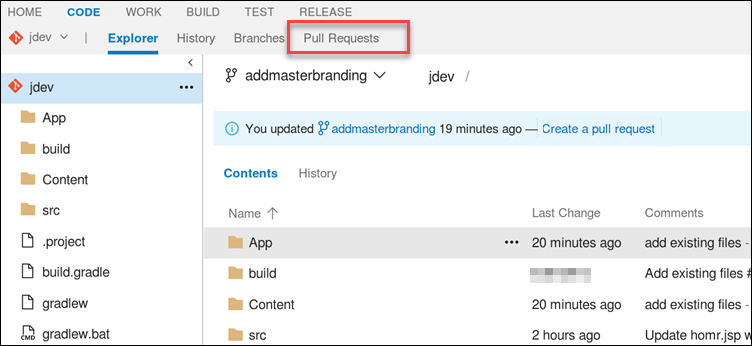 HOME CODE WORK BUILD TEST RELEASE
jdev | Explorer History Branches Pull Requests
jdev ...
App
build
Content
src
.project
build.gradle
gradlew
CMD gradlew.bat
addmasterbranding jdev /
You updated addmasterbranding 19 minutes ago — Create a pull request
Contents History
Name ↑ Last Change Comments
App ... 20 minutes ago add existing files -
build Add existing files #
Content 20 minutes ago add existing files -
src 2 hours ago Update homr.jsp w